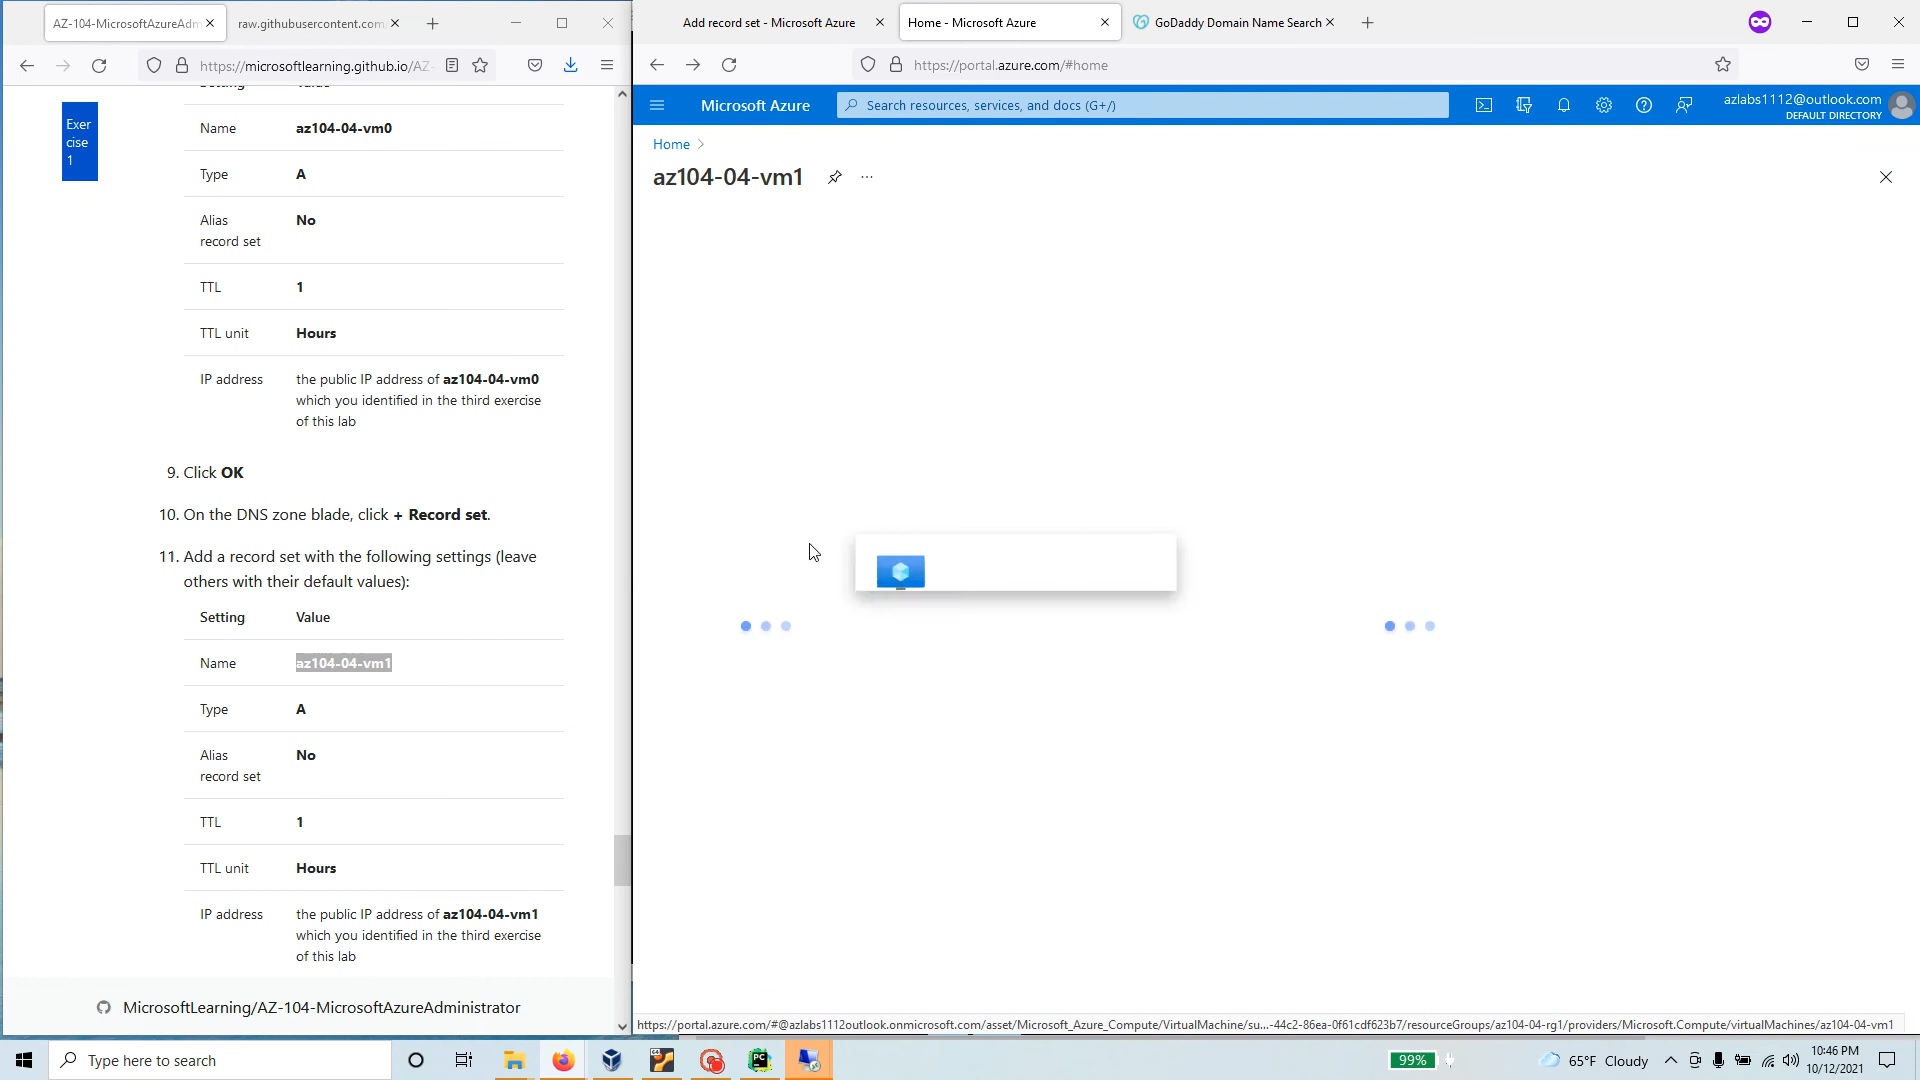 AZ-104-MicrosoftAzureAdm
raw.githubusercontent.com
https://microsoftlearning.github.io/AZ-
Exer
cise
1
Setting Value
Name az104-04-vm0
Type A
Alias
record set
No
TTL 1
TTL unit Hours
IP address
the public IP address of az104-04-vm0
which you identified in the third exercise
of this lab
9. Click OK
10. On the DNS zone blade, click + Record set.
11. Add a record set with the following settings (leave
others with their default values):
Setting Value
Name az104-04-vm1
Type A
Alias
record set
No
TTL 1
TTL unit Hours
IP address
the public IP address of az104-04-vm1
which you identified in the third exercise
of this lab
MicrosoftLearning/AZ-104-MicrosoftAzureAdministrator
Add record set - Microsoft Azure
Home - Microsoft Azure
GoDaddy Domain Name Search
https://portal.azure.com/#home
Microsoft Azure
Search resources, services, and docs (G+/)
azlabs1112@outlook.com
DEFAULT DIRECTORY
Home
az104-04-vm1
https://portal.azure.com/#@azlabs1112outlook.onmicrosoft.com/asset/Microsoft_Azure_Compute/VirtualMachine/su...-44c2-86ea-0f61cdf623b7/resourceGroups/az104-04-rg1/providers/Microsoft.Compute/virtualMachines/az104-04-vm1
Type here to search
PC
99%
65°F Cloudy
10:46 PM
10/12/2021